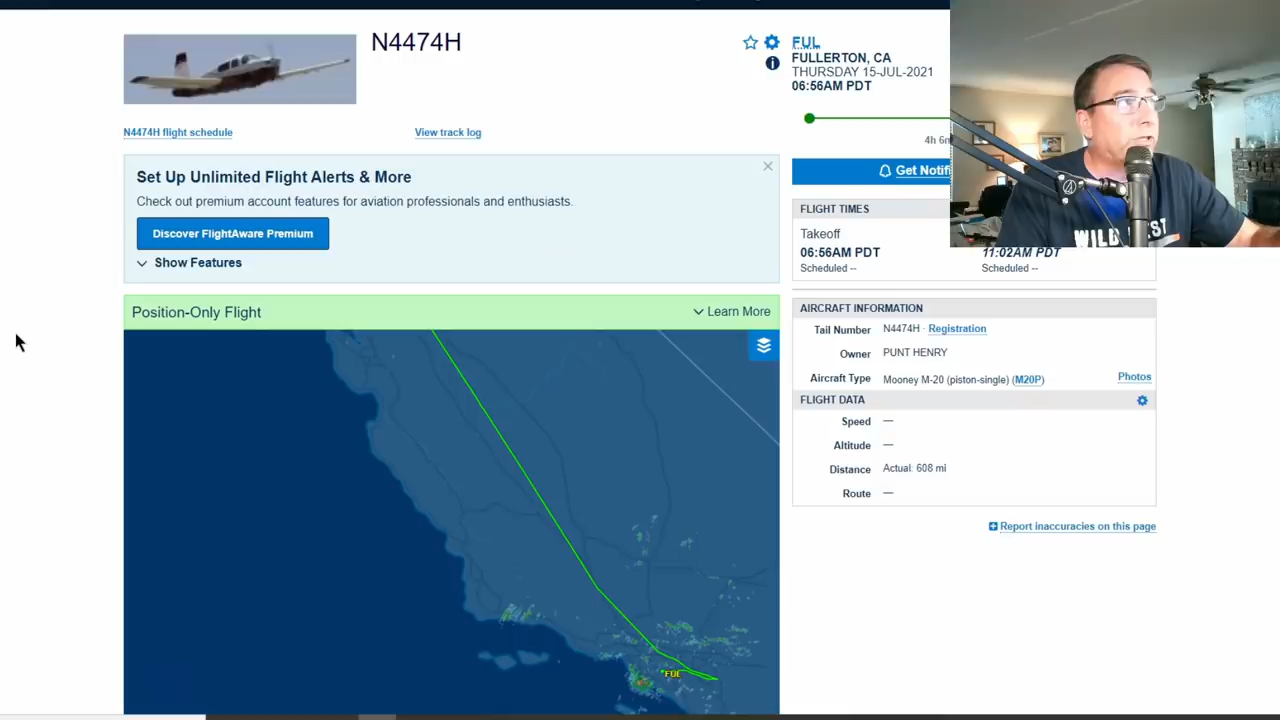 N4474H
FUL
FULLERTON, CA
THURSDAY 15-JUL-2021
06:56AM PDT
N4474H flight schedule
View track log
4h 6m
Set Up Unlimited Flight Alerts & More
Check out premium account features for aviation professionals and enthusiasts.
Discover FlightAware Premium
Show Features
Get Notifi
FLIGHT TIMES
Takeoff
06:56AM PDT
11:02AM PDT
Scheduled --
Scheduled --
WILD
Position-Only Flight
Learn More
AIRCRAFT INFORMATION
Tail Number N4474H · Registration
Owner PUNT HENRY
Aircraft Type Mooney M-20 (piston-single) (M20P) Photos
FLIGHT DATA
Speed —
Altitude —
Distance Actual: 608 mi
Route —
Report inaccuracies on this page
FUL